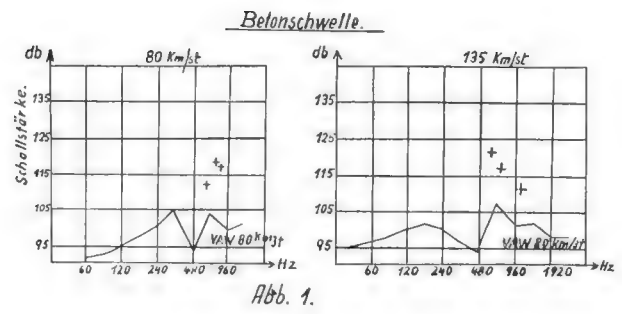 Betonschwelle.
db 80 Km/st
135
125
115
105
95
Schallstärke.
VAW 80 Km/st
60 120 240 480 960 Hz
db 135 Km/st
135
125
115
105
95
VAW 80 Km/st
60 120 240 480 960 1920 Hz
Abb. 1.